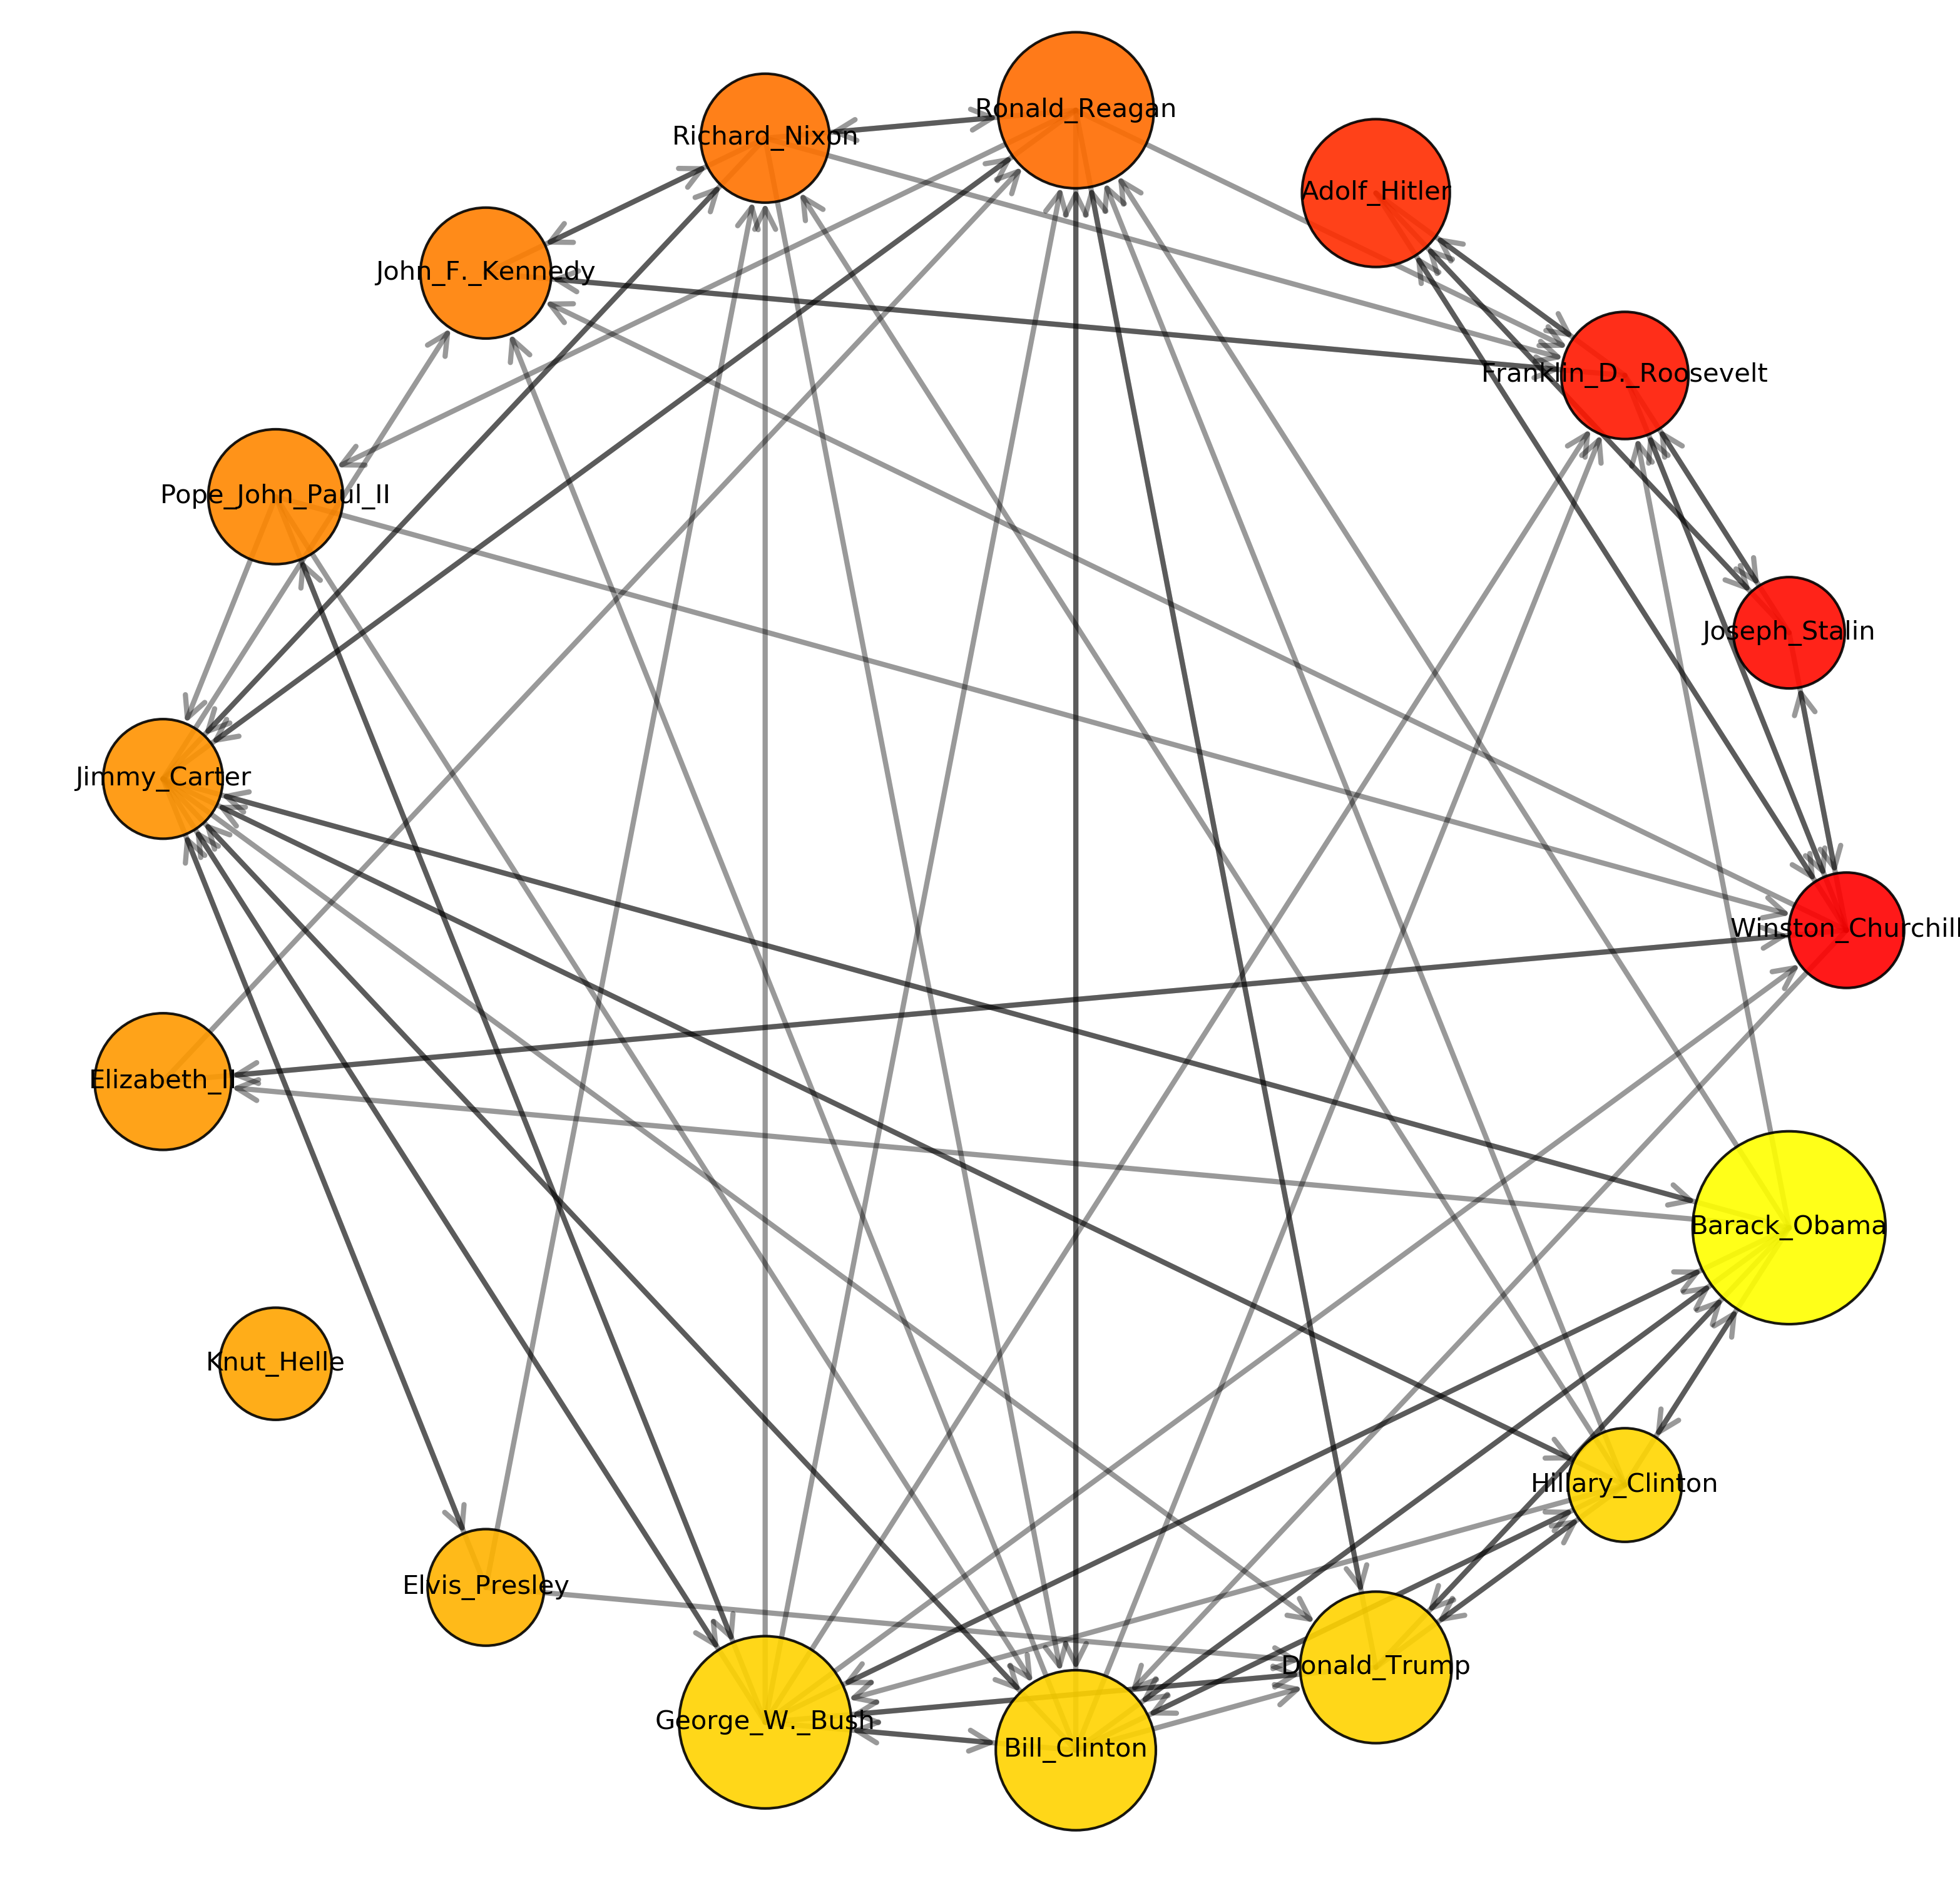 Ronald_Reagan
Richard_Nixon
Adolf_Hitler
John_F._Kennedy
Franklin_D._Roosevelt
Pope_John_Paul_II
Joseph_Stalin
Jimmy_Carter
Winston_Churchill
Elizabeth_II
Barack_Obama
Knut_Helle
Hillary_Clinton
Elvis_Presley
Donald_Trump
George_W._Bush
Bill_Clinton